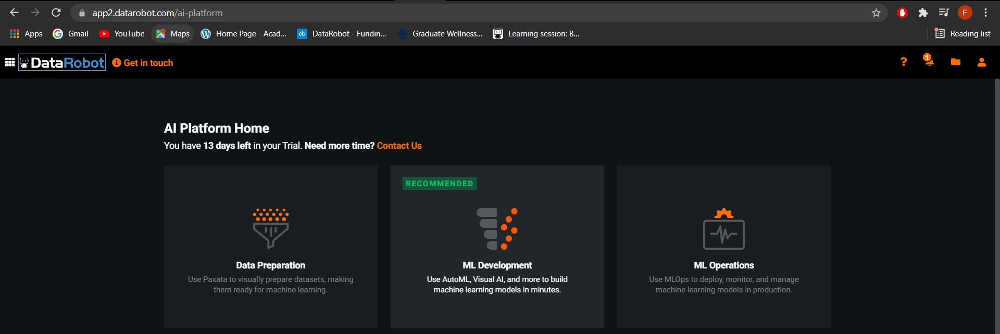 app2.datarobot.com/ai-platform
F
Apps Gmail YouTube Maps Home Page - Acad... cb DataRobot - Fundin... Graduate Wellness... Learning session: B... Reading list
DataRobot Get in touch ? 1
AI Platform Home
You have 13 days left in your Trial. Need more time? Contact Us
Data Preparation
Use Paxata to visually prepare datasets, making
them ready for machine learning.
RECOMMENDED
ML Development
Use AutoML, Visual AI, and more to build
machine learning models in minutes.
ML Operations
Use MLOps to deploy, monitor, and manage
machine learning models in production.